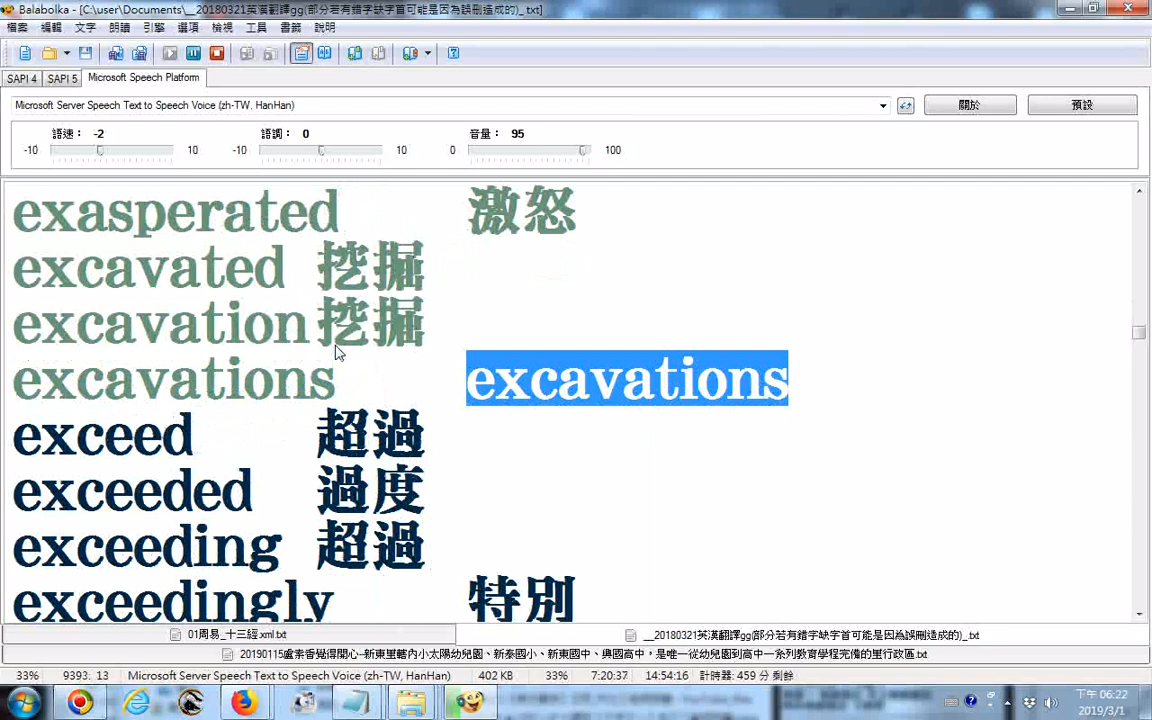 Balabolka - [C:\user\Documents\__20180321英漢翻譯gg(部分若有錯字缺字首可能是因為誤刪造成的)_.txt]
檔案 編輯 文字 朗讀 引擎 選項 檢視 工具 書籤 說明
SAPI 4 SAPI 5 Microsoft Speech Platform
Microsoft Server Speech Text to Speech Voice (zh-TW, HanHan) 關於 預設
語速： -2 語調： 0 音量： 95
-10 10 -10 10 0 100
exasperated 激怒
excavated 挖掘
excavation 挖掘
excavations excavations
exceed 超過
exceeded 過度
exceeding 超過
exceedingly 特別
01周易_十三經.xml.txt __20180321英漢翻譯gg(部分若有錯字缺字首可能是因為誤刪造成的)_.txt
20190115盧素香覺得開心~新東里轄內小太陽幼兒園、新泰國小、新東國中、興國高中，是唯一從幼兒園到高中一系列教育學程完備的里行政區.txt
33% 9393: 13 Microsoft Server Speech Text to Speech Voice (zh-TW, HanHan) 402 KB 33% 7:20:37 14:54:16 計時器: 459 分 剩餘
下午 06:22
2019/3/1